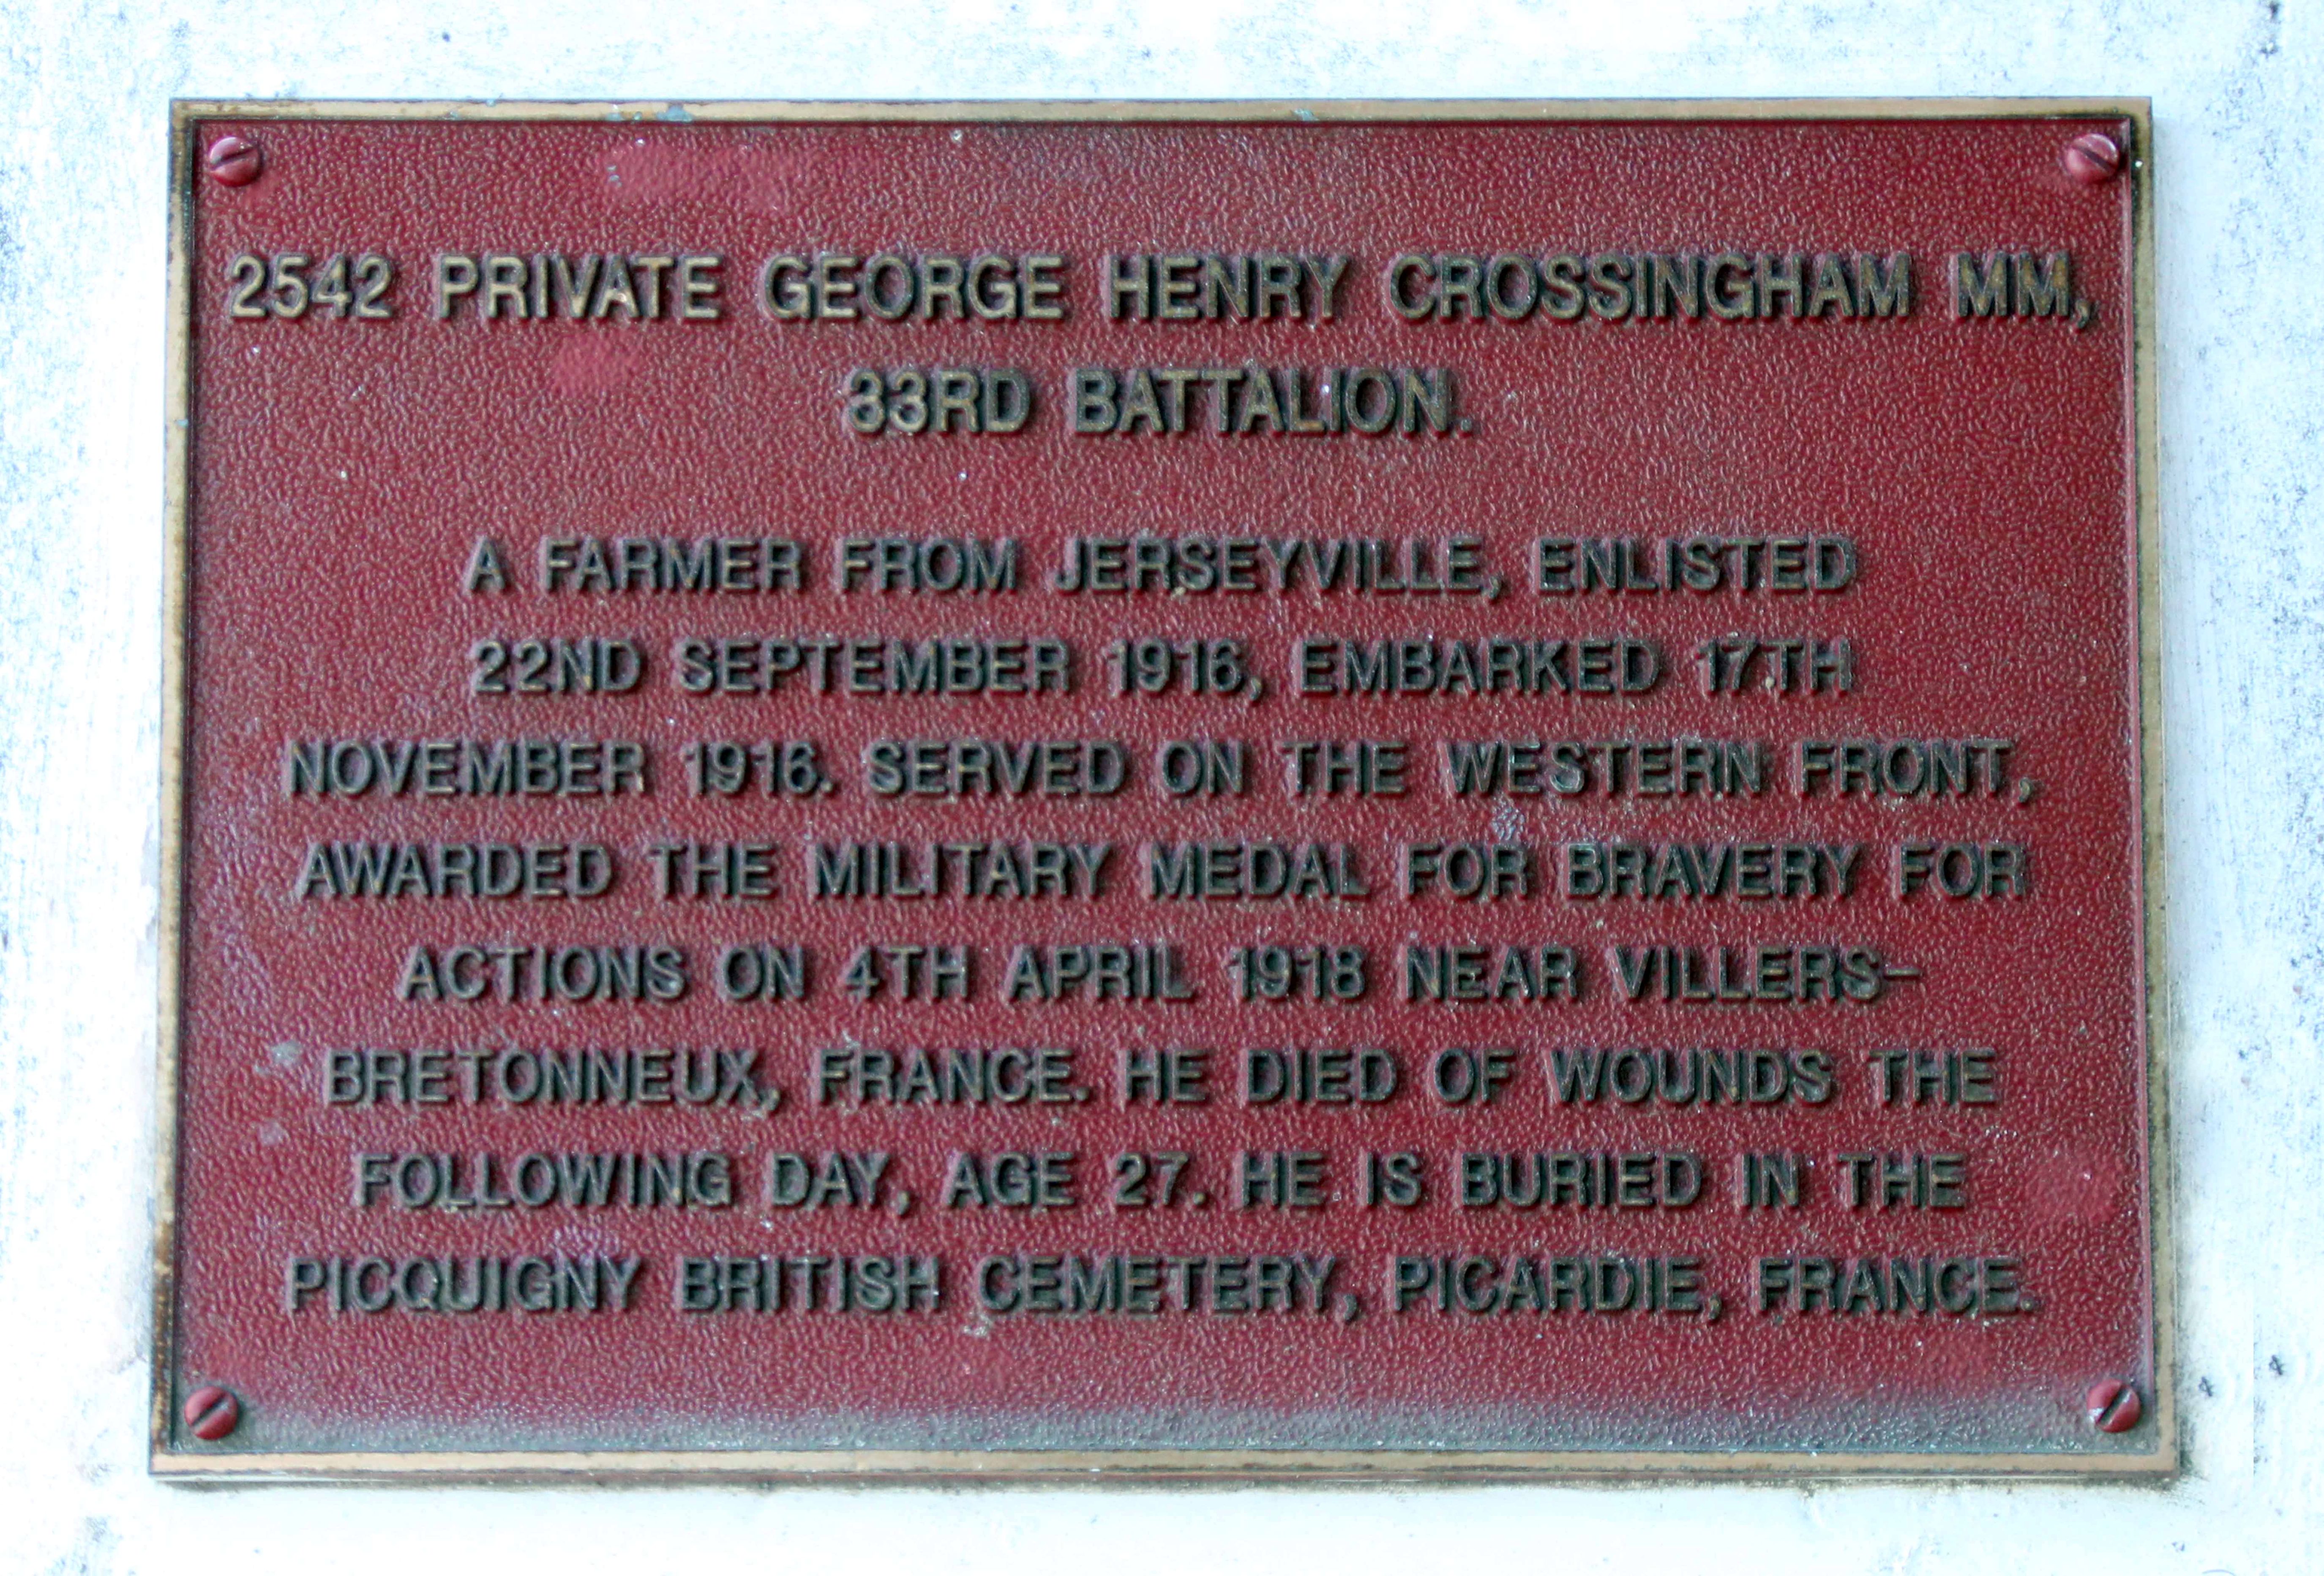 2542 PRIVATE GEORGE HENRY CROSSINGHAM MM,
33RD BATTALION.
A FARMER FROM JERSEYVILLE, ENLISTED
22ND SEPTEMBER 1916, EMBARKED 17TH
NOVEMBER 1916. SERVED ON THE WESTERN FRONT,
AWARDED THE MILITARY MEDAL FOR BRAVERY FOR
ACTIONS ON 4TH APRIL 1918 NEAR VILLERS-
BRETONNEUX, FRANCE. HE DIED OF WOUNDS THE
FOLLOWING DAY, AGE 27. HE IS BURIED IN THE
PICQUIGNY BRITISH CEMETERY, PICARDIE, FRANCE.